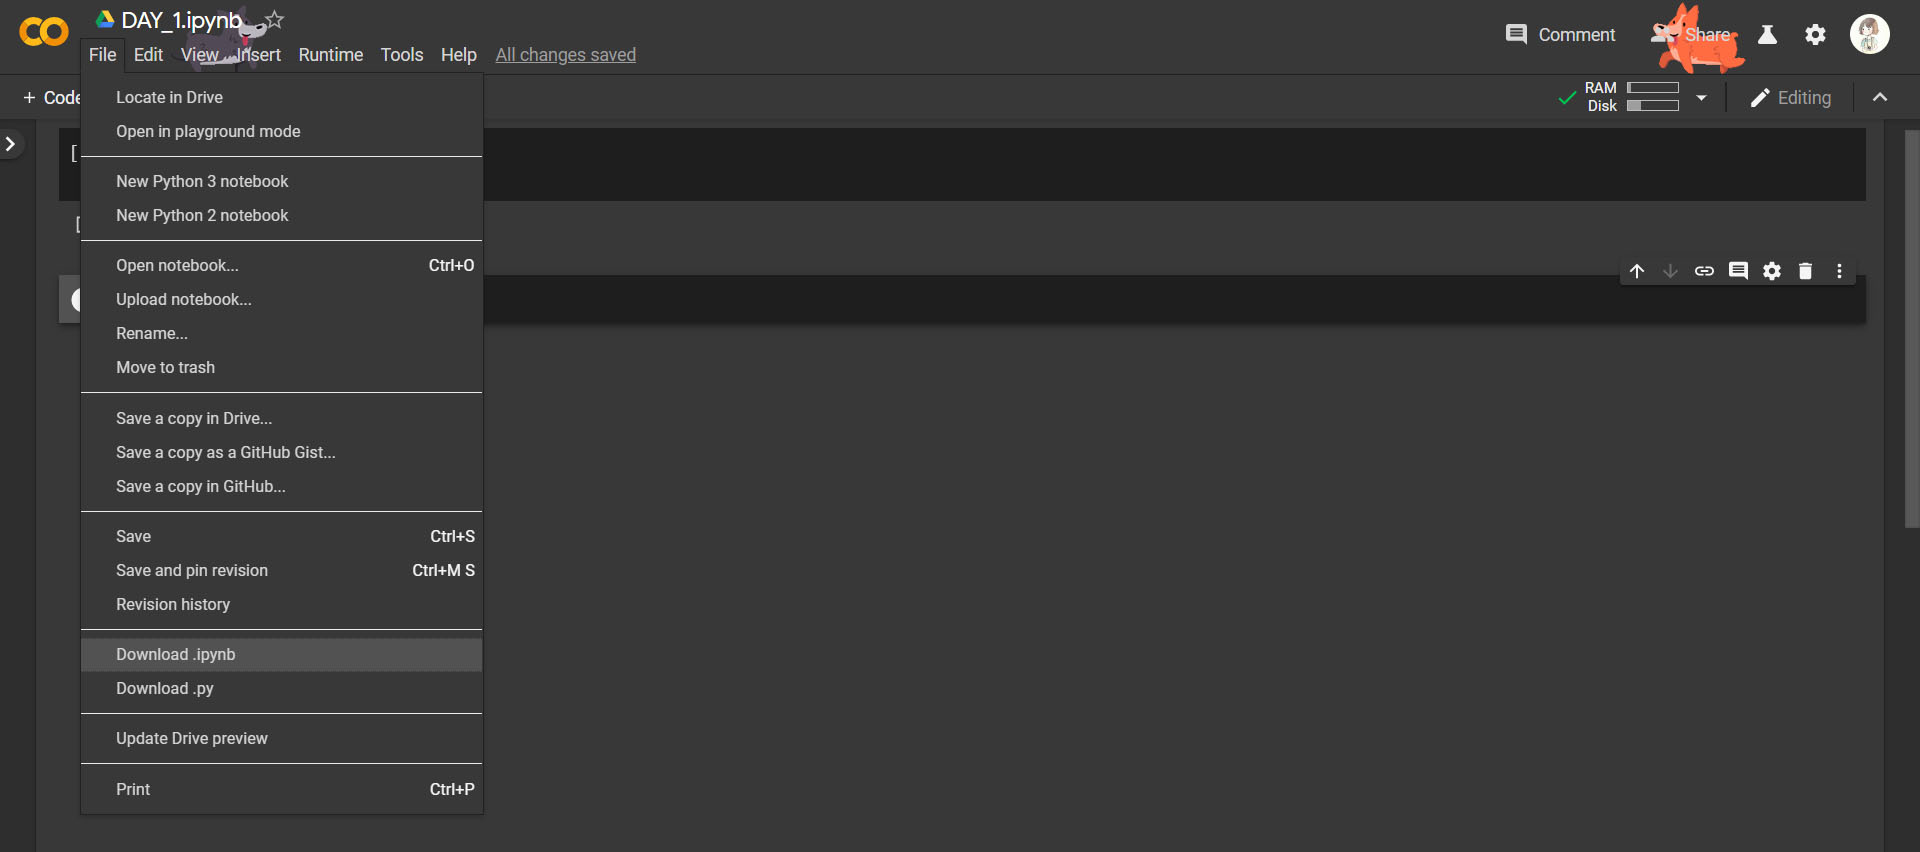 DAY_1.ipynb
File Edit View Insert Runtime Tools Help All changes saved
Comment Share
+ Code
RAM
Disk
Editing
Locate in Drive
Open in playground mode
New Python 3 notebook
New Python 2 notebook
Open notebook... Ctrl+O
Upload notebook...
Rename...
Move to trash
Save a copy in Drive...
Save a copy as a GitHub Gist...
Save a copy in GitHub...
Save Ctrl+S
Save and pin revision Ctrl+M S
Revision history
Download .ipynb
Download .py
Update Drive preview
Print Ctrl+P
[
[